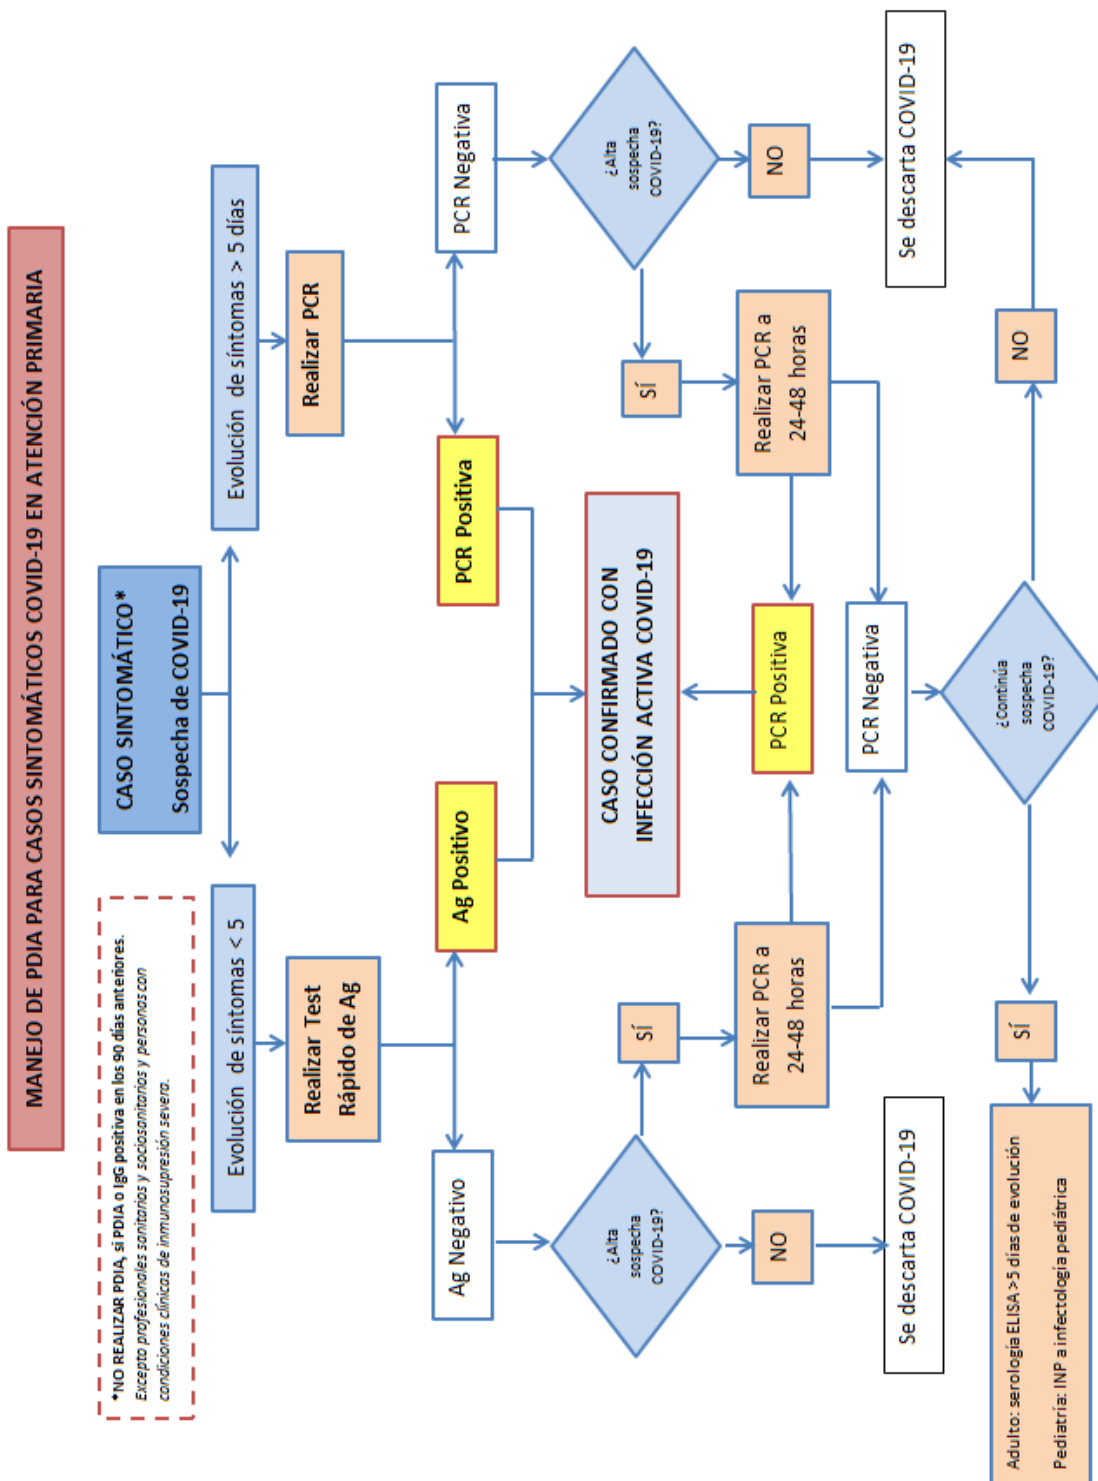 MANEJO DE PDIA PARA CASOS SINTOMÁTICOS COVID-19 EN ATENCIÓN PRIMARIA
*NO REALIZAR PDIA, si PDIA o IgG positiva en los 90 días anteriores.
Excepto profesionales sanitarios y sociosanitarios y personas con
condiciones clínicas de inmunosupresión severa.
CASO SINTOMÁTICO*
Sospecha de COVID-19
Evolución de síntomas < 5
Evolución de síntomas > 5 días
Realizar Test
Rápido de Ag
Realizar PCR
Ag Negativo
Ag Positivo
PCR Positiva
PCR Negativa
¿Alta
sospecha
COVID-19?
SÍ
CASO CONFIRMADO CON
INFECCIÓN ACTIVA COVID-19
SÍ
¿Alta
sospecha
COVID-19?
NO
Realizar PCR a
24-48 horas
PCR Positiva
Realizar PCR a
24-48 horas
NO
Se descarta COVID-19
PCR Negativa
Se descarta COVID-19
¿Continúa
sospecha
COVID-19?
SÍ
NO
Adulto: serología ELISA >5 días de evolución
Pediatría: INP a infectología pediátrica